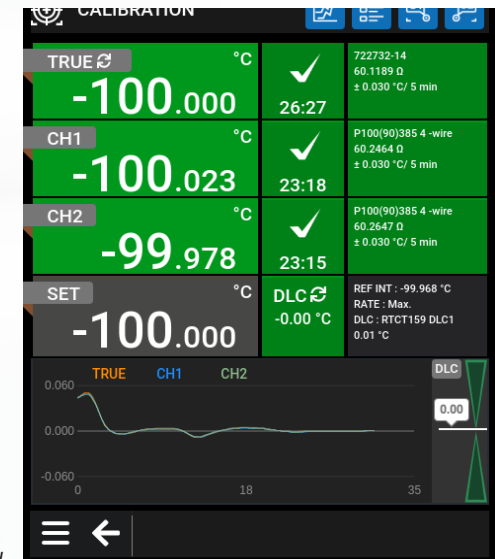 CALIBRATION
TRUE
°C
-100.000
26:27
722732-14
60.1189 Ω
± 0.030 °C/ 5 min
CH1
°C
-100.023
23:18
P100(90)385 4 -wire
60.2464 Ω
± 0.030 °C/ 5 min
CH2
°C
-99.978
23:15
P100(90)385 4 -wire
60.2647 Ω
± 0.030 °C/ 5 min
SET
°C
-100.000
DLC
-0.00 °C
REF INT : -99.968 °C
RATE : Max.
DLC : RTCT159 DLC1
0.01 °C
TRUE CH1 CH2
DLC
0.060
0.00
0.000
-0.060
0 18 35